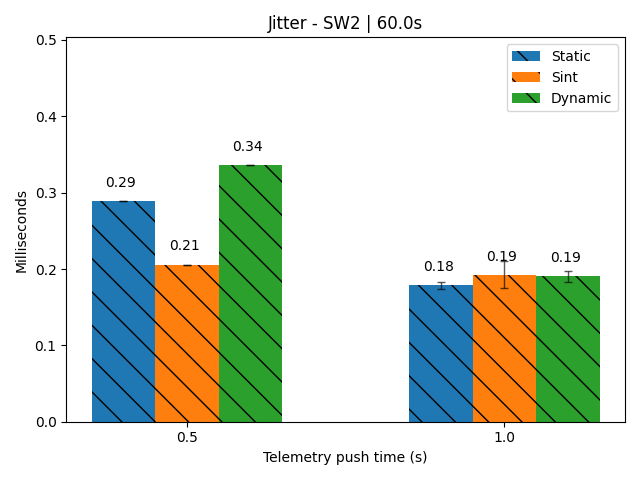 Jitter - SW2 | 60.0s
0.5
0.4
0.3
0.2
0.1
0.0
Milliseconds
Static
Sint
Dynamic
0.29
0.21
0.34
0.18
0.19
0.19
0.5
1.0
Telemetry push time (s)